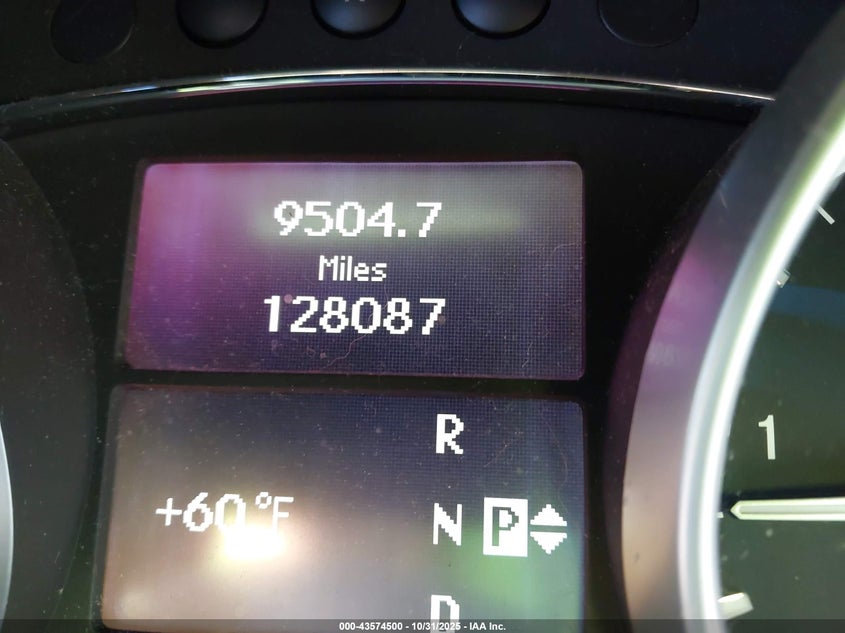 9504.7
Miles
128087
R
+60°F
N P
D
1
000-43574500 - 10/31/2025 - IAA Inc.